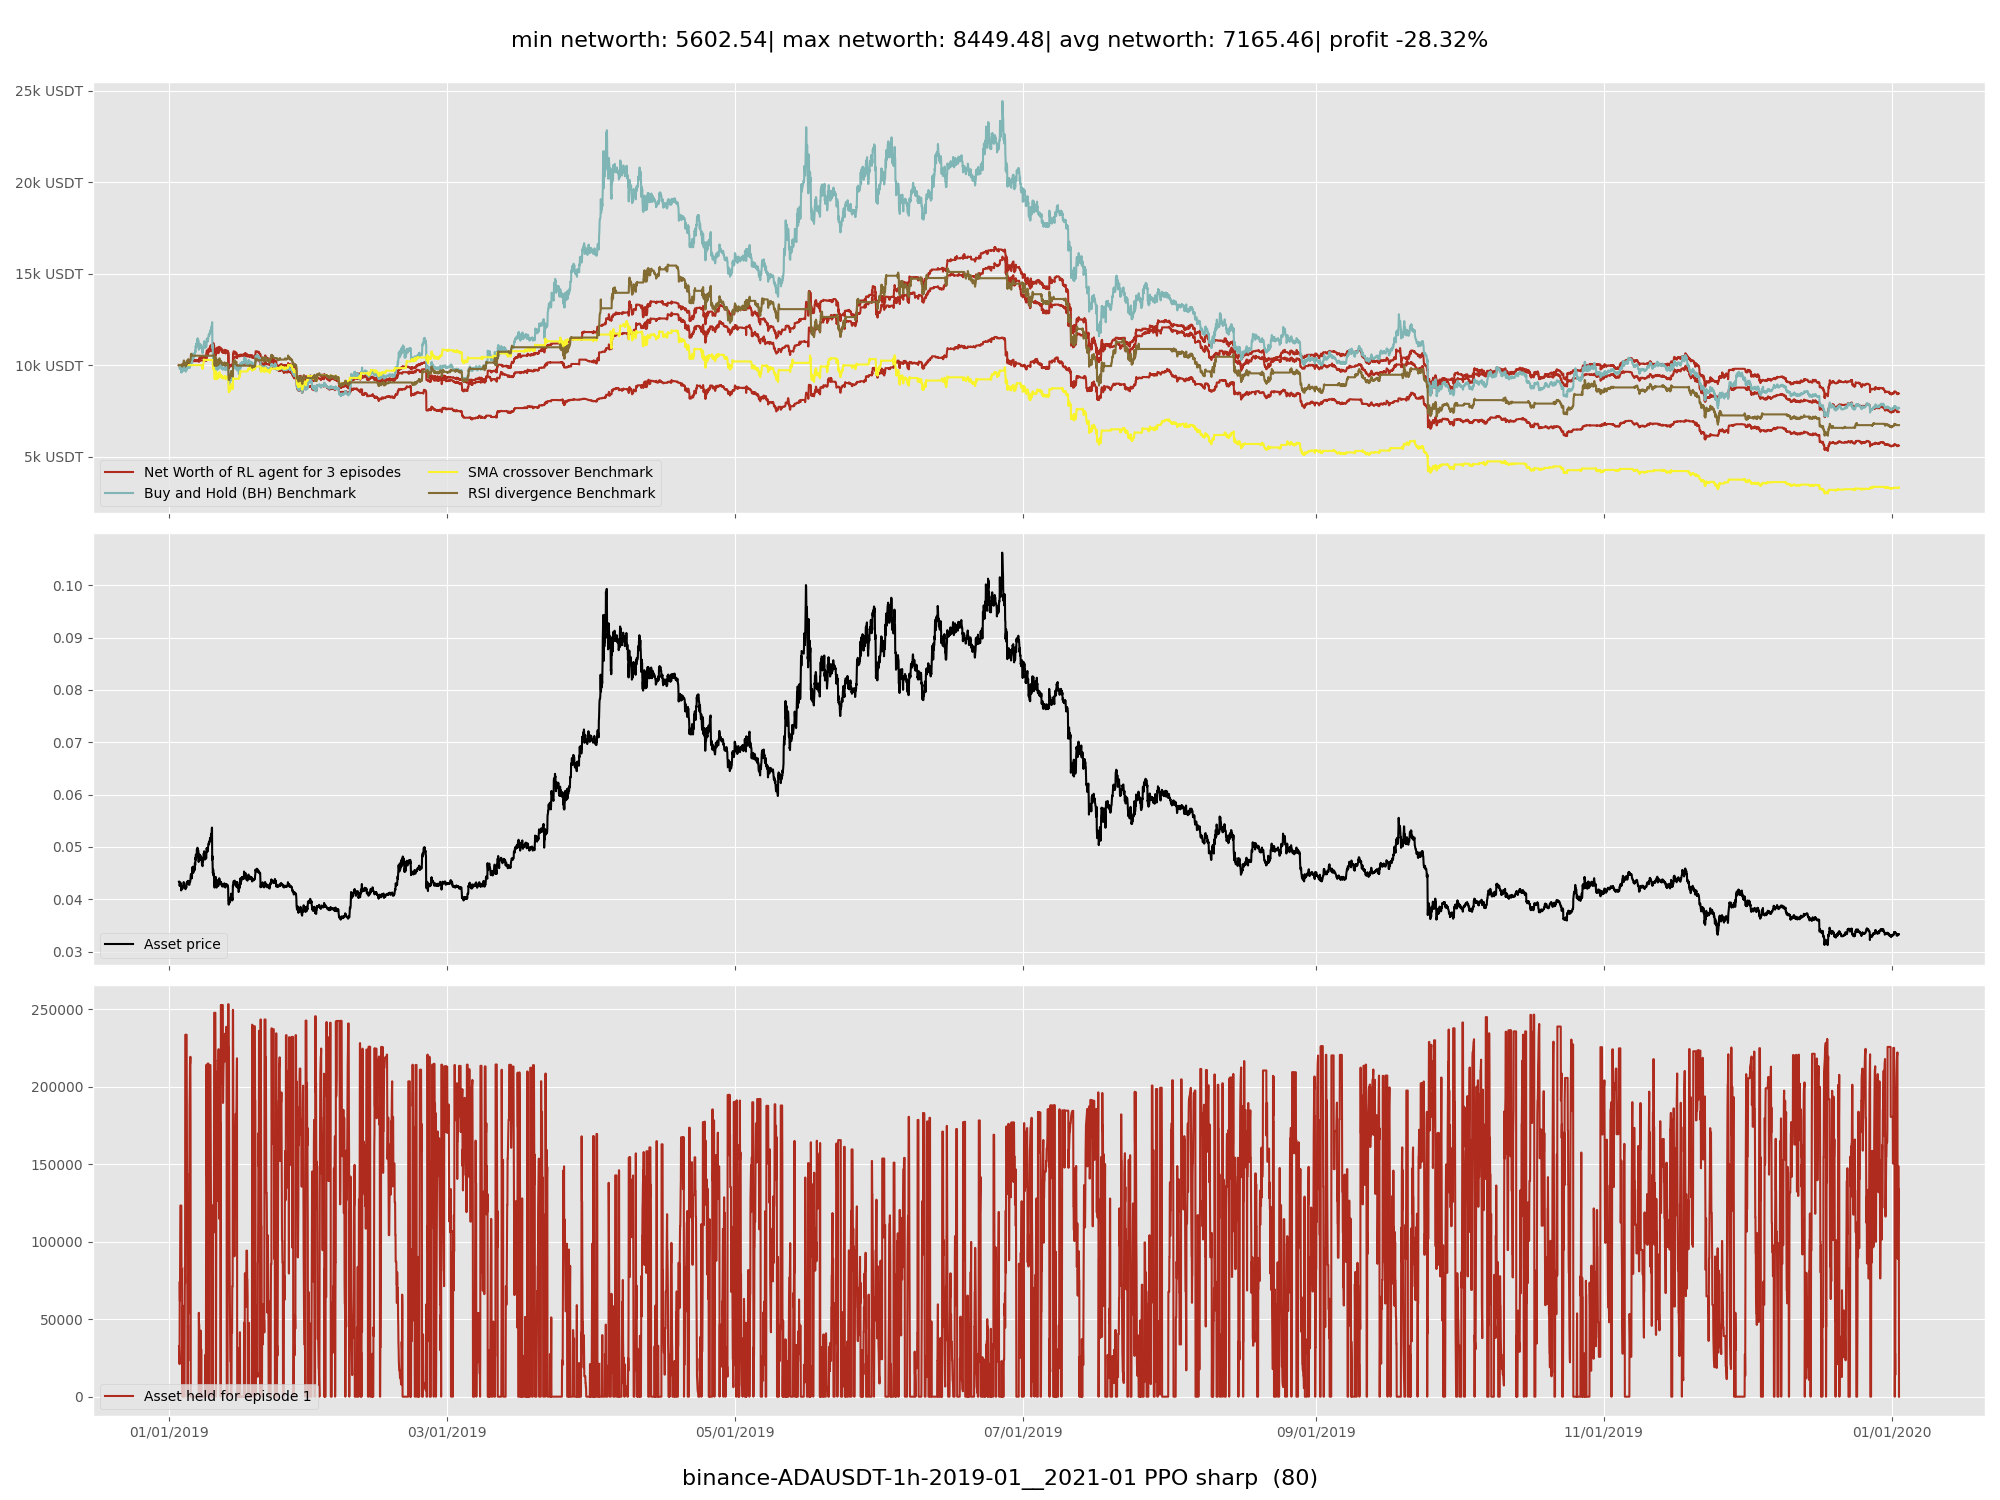 min networth: 5602.54| max networth: 8449.48| avg networth: 7165.46| profit -28.32%
25k USDT
20k USDT
15k USDT
10k USDT
5k USDT
Net Worth of RL agent for 3 episodes
Buy and Hold (BH) Benchmark
SMA crossover Benchmark
RSI divergence Benchmark
0.10
0.09
0.08
0.07
0.06
0.05
0.04
0.03
Asset price
250000
200000
150000
100000
50000
0
Asset held for episode 1
01/01/2019 03/01/2019 05/01/2019 07/01/2019 09/01/2019 11/01/2019 01/01/2020
binance-ADAUSDT-1h-2019-01__2021-01 PPO sharp (80)